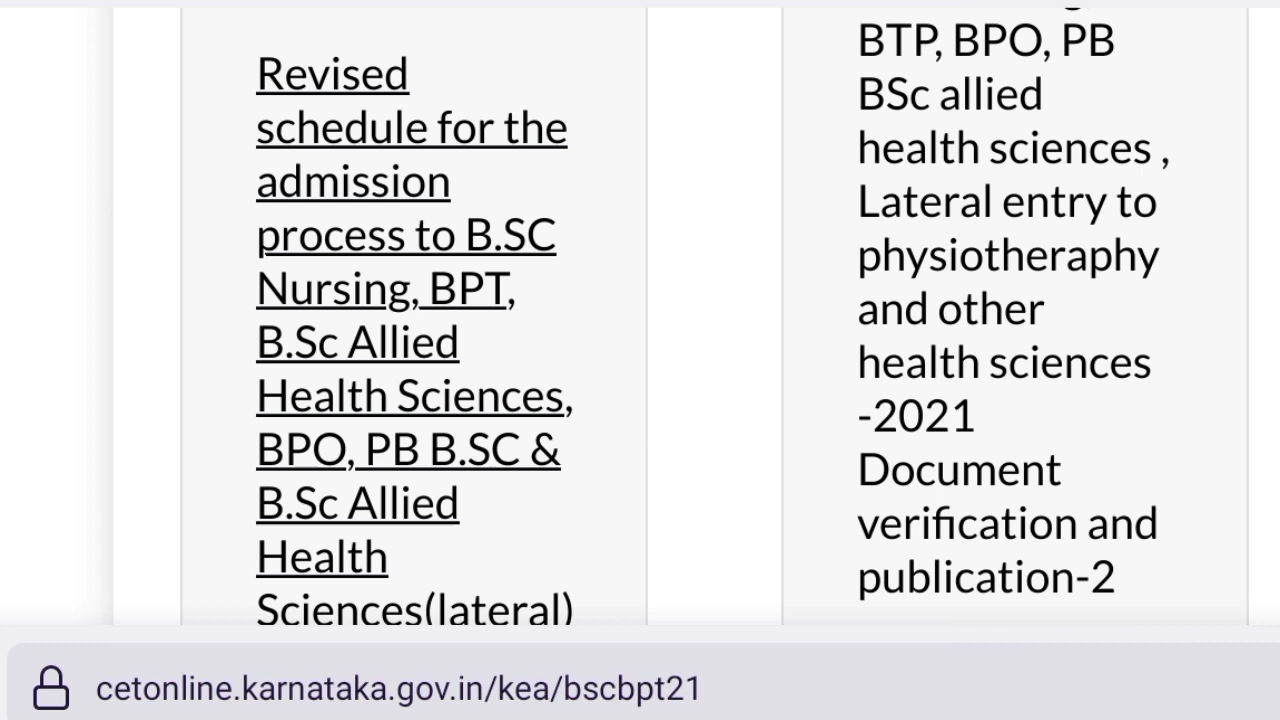 Revised
schedule for the
admission
process to B.SC
Nursing, BPT,
B.Sc Allied
Health Sciences,
BPO, PB B.SC &
B.Sc Allied
Health
Sciences(lateral)
BTP, BPO, PB
BSc allied
health sciences ,
Lateral entry to
physiotheraphy
and other
health sciences
-2021
Document
verification and
publication-2
cetonline.karnataka.gov.in/kea/bscbpt21